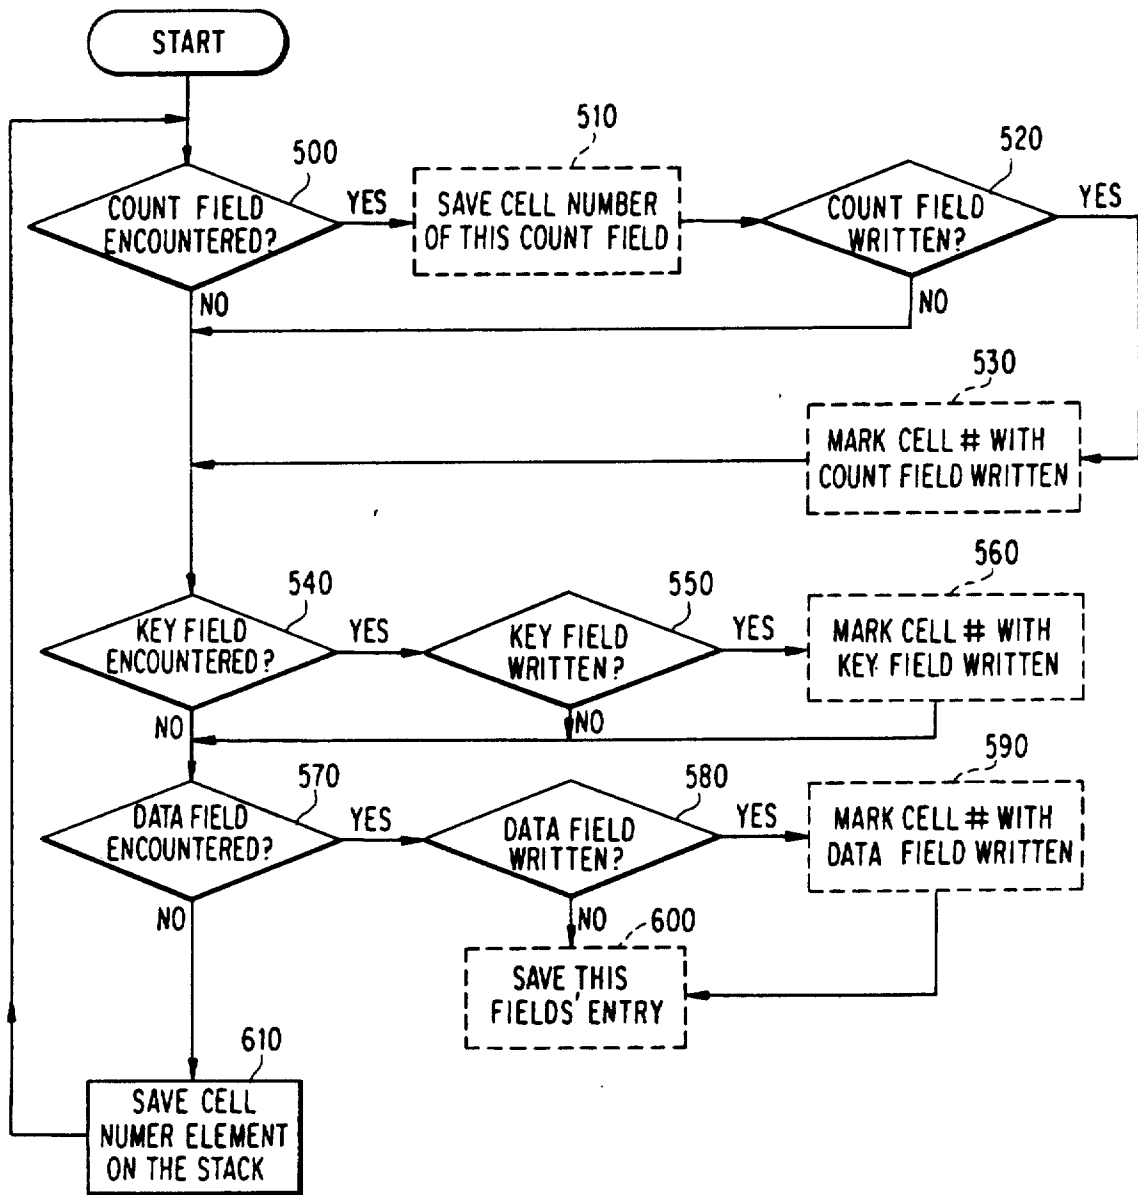 START
500
510
520
COUNT FIELD
ENCOUNTERED?
YES
SAVE CELL NUMBER
OF THIS COUNT FIELD
COUNT FIELD
WRITTEN?
YES
NO
NO
530
MARK CELL # WITH
COUNT FIELD WRITTEN
540
550
560
KEY FIELD
ENCOUNTERED?
YES
KEY FIELD
WRITTEN?
YES
MARK CELL # WITH
KEY FIELD WRITTEN
NO
NO
570
580
590
DATA FIELD
ENCOUNTERED?
YES
DATA FIELD
WRITTEN?
YES
MARK CELL # WITH
DATA FIELD WRITTEN
NO
NO
600
SAVE THIS
FIELDS' ENTRY
610
SAVE CELL
NUMER ELEMENT
ON THE STACK